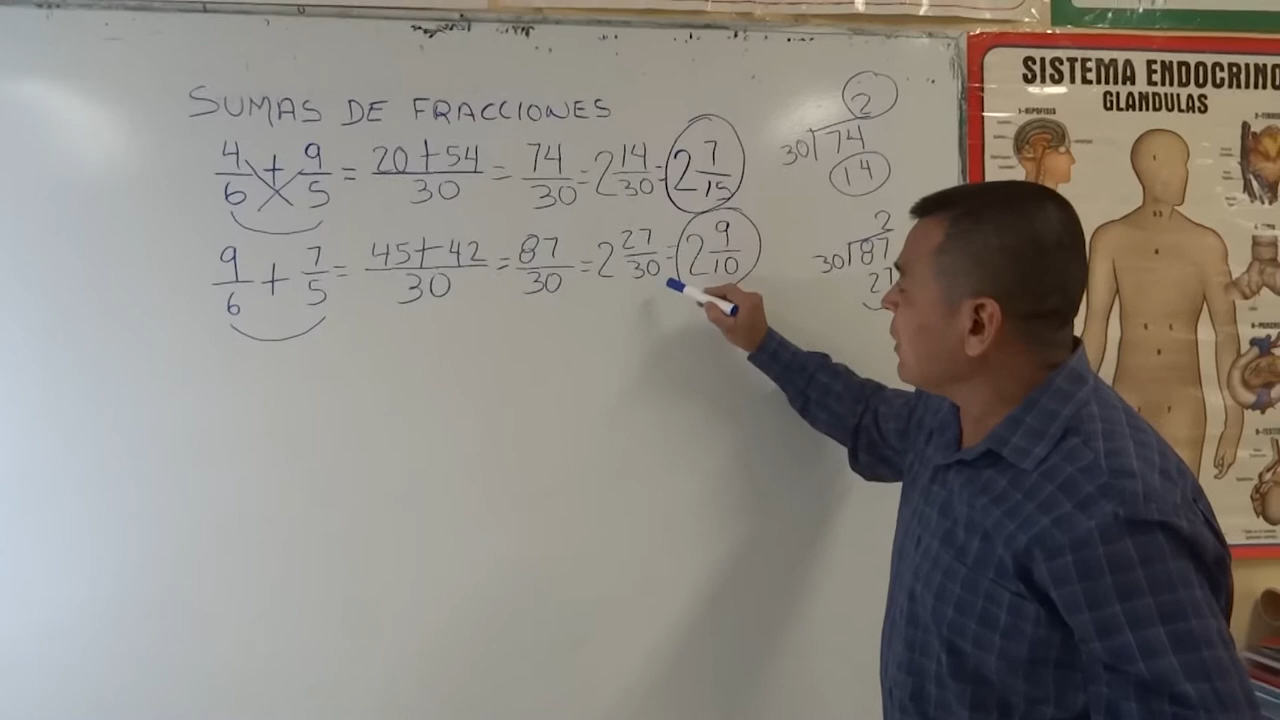 SUMAS DE FRACCIONES
4/6 + 9/5 = 20+54/30 = 74/30 = 2 14/30 = 2 7/15
9/6 + 7/5 = 45+42/30 = 87/30 = 2 27/30 = 2 9/10
2
30 74
14
2
30 87
27
SISTEMA ENDOCRINO
GLANDULAS
1-HIPOFISIS